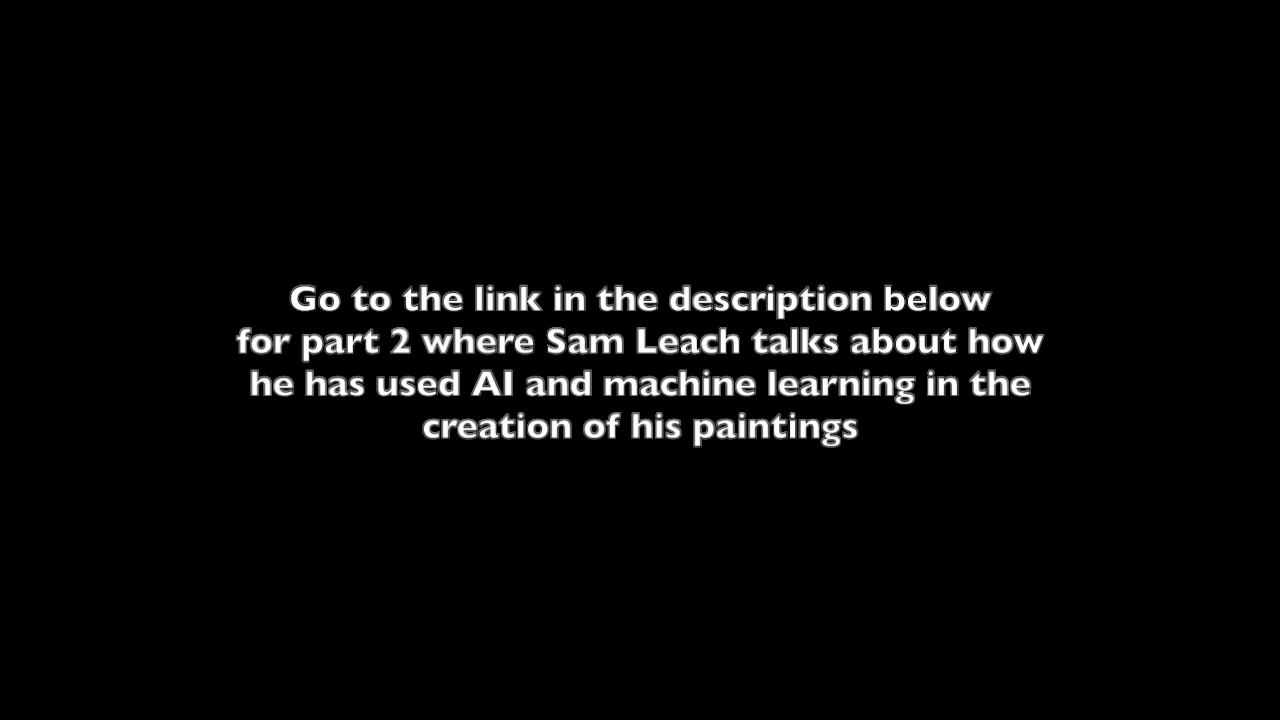 Go to the link in the description below
for part 2 where Sam Leach talks about how
he has used AI and machine learning in the
creation of his paintings